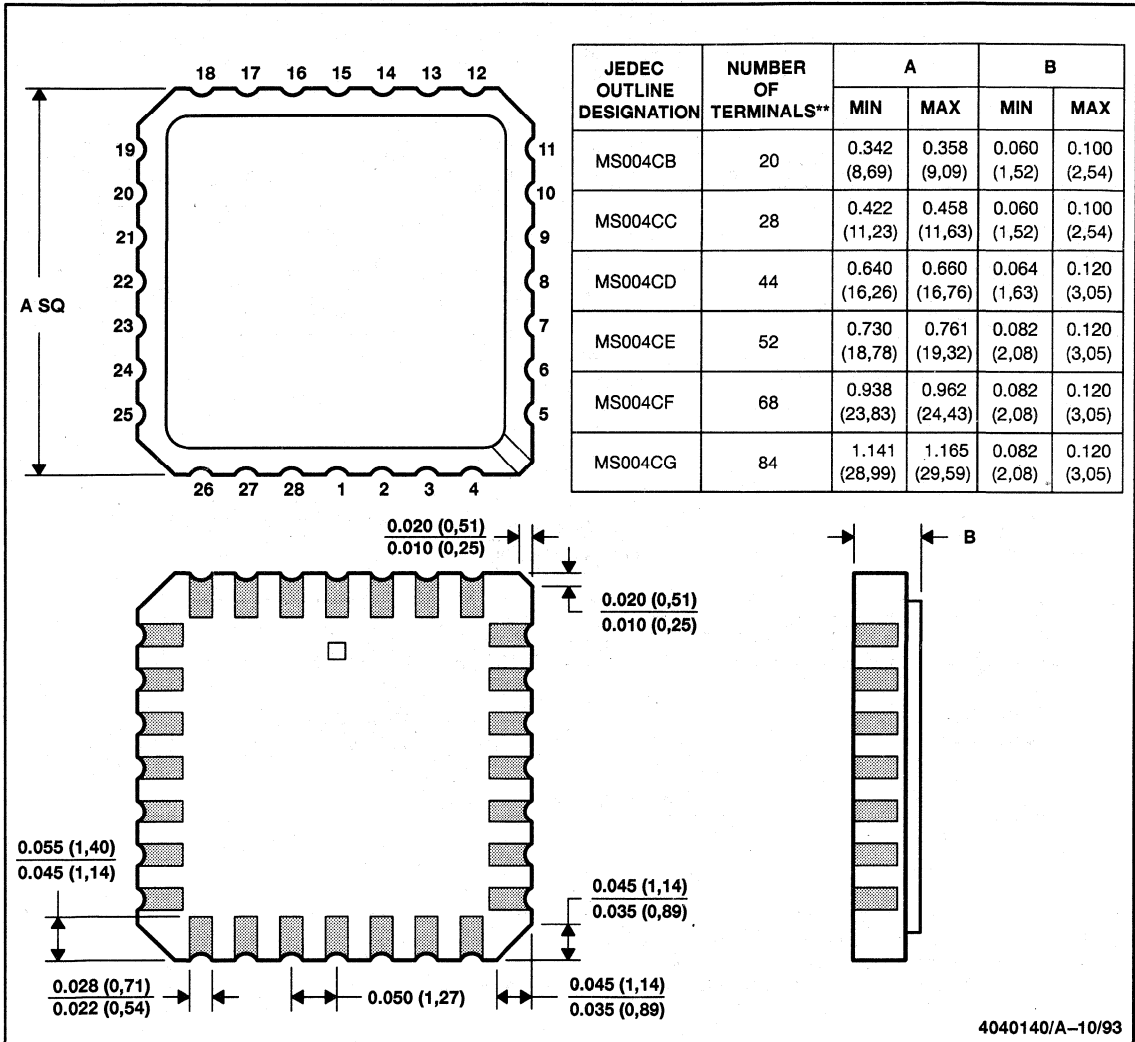 18 17 16 15 14 13 12
19
20
21
22
23
24
25
11
10
9
8
7
6
5
A SQ
26 27 28 1 2 3 4
JEDEC OUTLINE DESIGNATION NUMBER OF TERMINALS** A B
MIN MAX MIN MAX
MS004CB 20 0.342 (8,69) 0.358 (9,09) 0.060 (1,52) 0.100 (2,54)
MS004CC 28 0.422 (11,23) 0.458 (11,63) 0.060 (1,52) 0.100 (2,54)
MS004CD 44 0.640 (16,26) 0.660 (16,76) 0.064 (1,63) 0.120 (3,05)
MS004CE 52 0.730 (18,78) 0.761 (19,32) 0.082 (2,08) 0.120 (3,05)
MS004CF 68 0.938 (23,83) 0.962 (24,43) 0.082 (2,08) 0.120 (3,05)
MS004CG 84 1.141 (28,99) 1.165 (29,59) 0.082 (2,08) 0.120 (3,05)
0.020 (0,51)
0.010 (0,25)
B
0.020 (0,51)
0.010 (0,25)
0.055 (1,40)
0.045 (1,14)
0.045 (1,14)
0.035 (0,89)
0.028 (0,71)
0.022 (0,54)
0.050 (1,27)
0.045 (1,14)
0.035 (0,89)
4040140/A–10/93